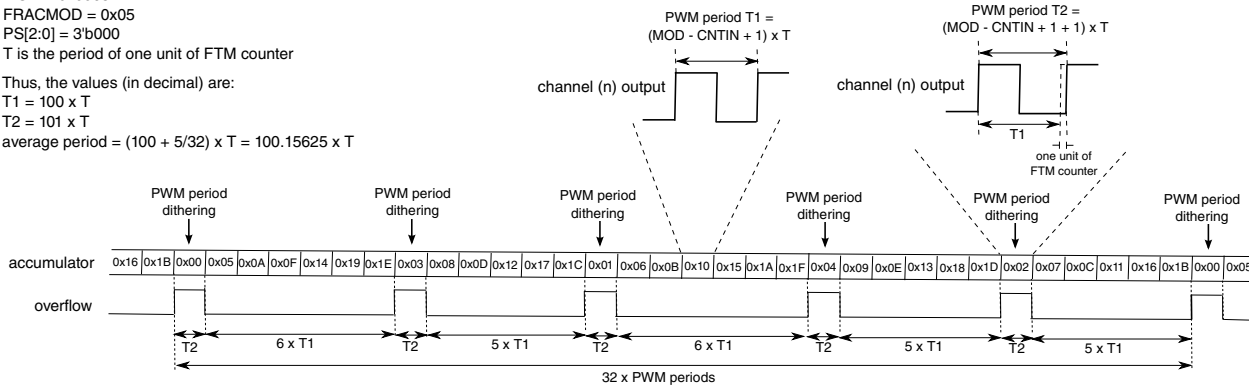 FRACMOD = 0x05
PS[2:0] = 3'b000
T is the period of one unit of FTM counter
Thus, the values (in decimal) are:
T1 = 100 x T
T2 = 101 x T
average period = (100 + 5/32) x T = 100.15625 x T
PWM period T1 =
(MOD - CNTIN + 1) x T
channel (n) output
PWM period T2 =
(MOD - CNTIN + 1 + 1) x T
channel (n) output
T1
one unit of
FTM counter
PWM period
dithering
PWM period
dithering
PWM period
dithering
PWM period
dithering
PWM period
dithering
PWM period
dithering
accumulator 0x16 0x1B 0x00 0x05 0x0A 0x0F 0x14 0x19 0x1E 0x03 0x08 0x0D 0x12 0x17 0x1C 0x01 0x06 0x0B 0x10 0x15 0x1A 0x1F 0x04 0x09 0x0E 0x13 0x18 0x1D 0x02 0x07 0x0C 0x11 0x16 0x1B 0x00 0x05
overflow
T2 6 x T1 T2 5 x T1 T2 6 x T1 T2 5 x T1 T2 5 x T1
32 x PWM periods